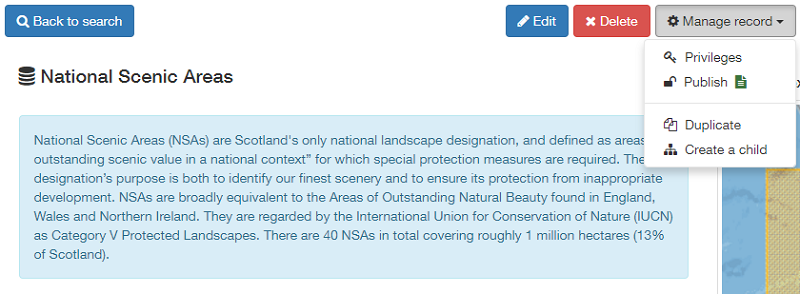 Back to search
Edit
Delete
Manage record
Privileges
Publish
Duplicate
Create a child
National Scenic Areas
National Scenic Areas (NSAs) are Scotland's only national landscape designation, and defined as areas
outstanding scenic value in a national context” for which special protection measures are required. The
designation’s purpose is both to identify our finest scenery and to ensure its protection from inappropriate
development. NSAs are broadly equivalent to the Areas of Outstanding Natural Beauty found in England,
Wales and Northern Ireland. They are regarded by the International Union for Conservation of Nature (IUCN)
as Category V Protected Landscapes. There are 40 NSAs in total covering roughly 1 million hectares (13%
of Scotland).